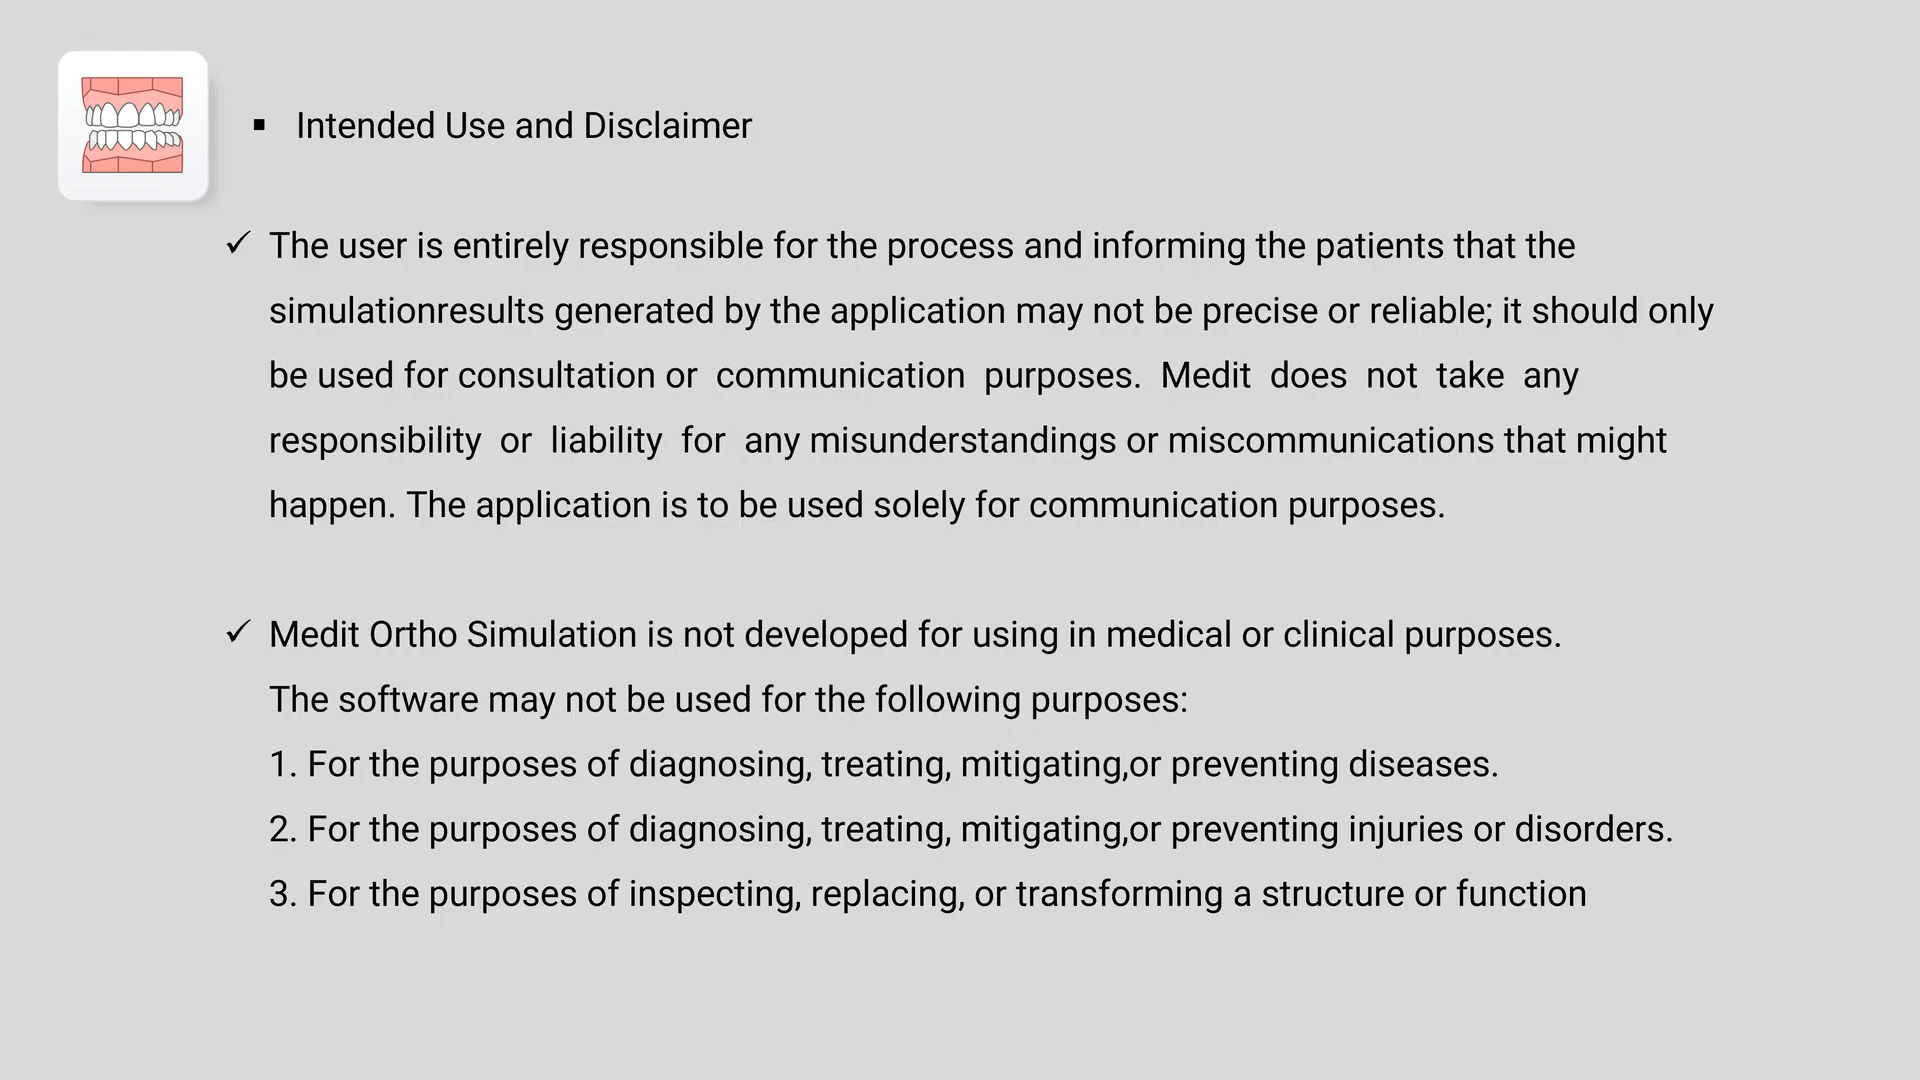 ▪ Intended Use and Disclaimer
✓ The user is entirely responsible for the process and informing the patients that the
simulationresults generated by the application may not be precise or reliable; it should only
be used for consultation or  communication  purposes.  Medit  does  not  take  any
responsibility  or  liability  for  any misunderstandings or miscommunications that might
happen. The application is to be used solely for communication purposes.
✓ Medit Ortho Simulation is not developed for using in medical or clinical purposes.
The software may not be used for the following purposes:
1. For the purposes of diagnosing, treating, mitigating,or preventing diseases.
2. For the purposes of diagnosing, treating, mitigating,or preventing injuries or disorders.
3. For the purposes of inspecting, replacing, or transforming a structure or function